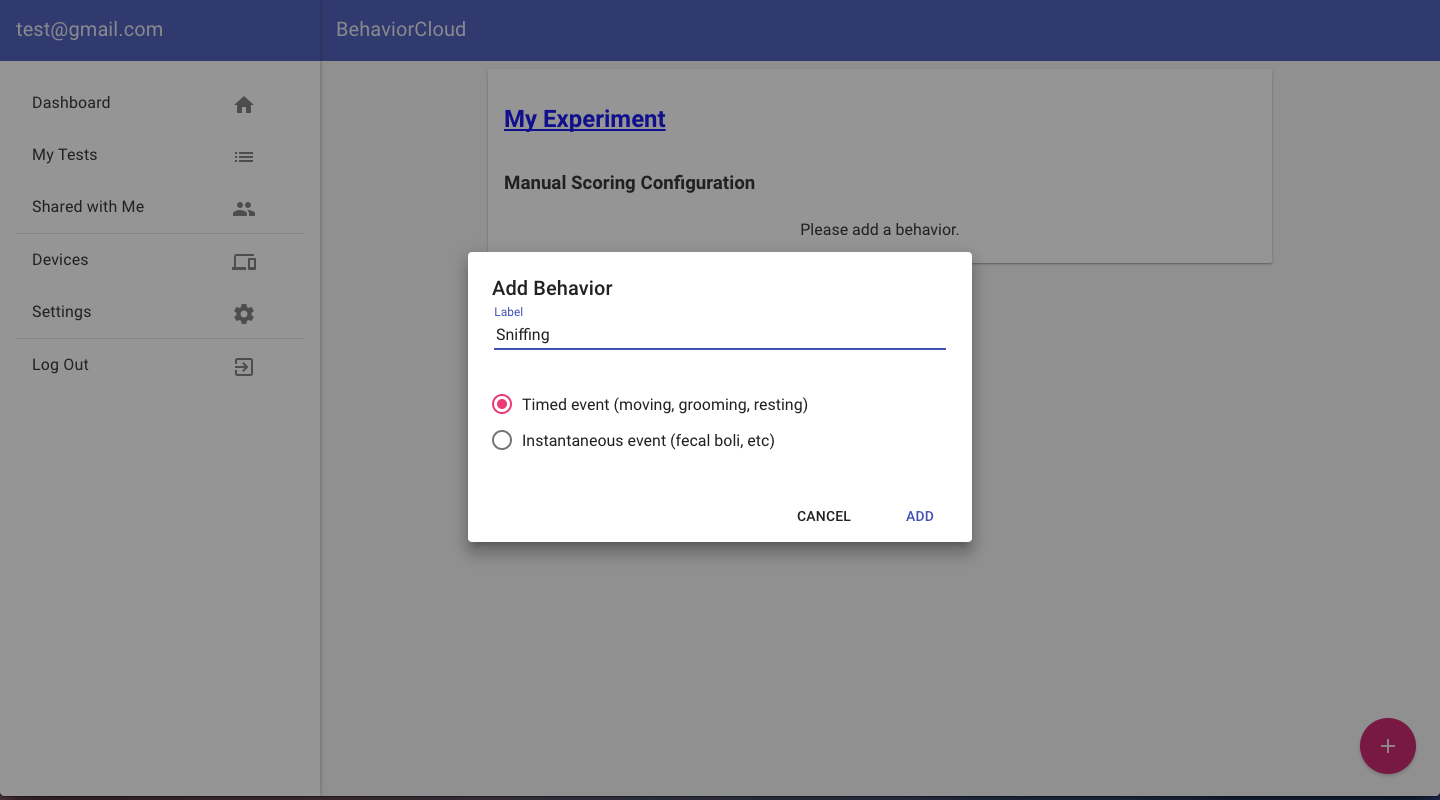 test@gmail.com
BehaviorCloud
Dashboard
My Tests
Shared with Me
Devices
Settings
Log Out
My Experiment
Manual Scoring Configuration
Please add a behavior.
Add Behavior
Label
Sniffing
Timed event (moving, grooming, resting)
Instantaneous event (fecal boli, etc)
CANCEL
ADD